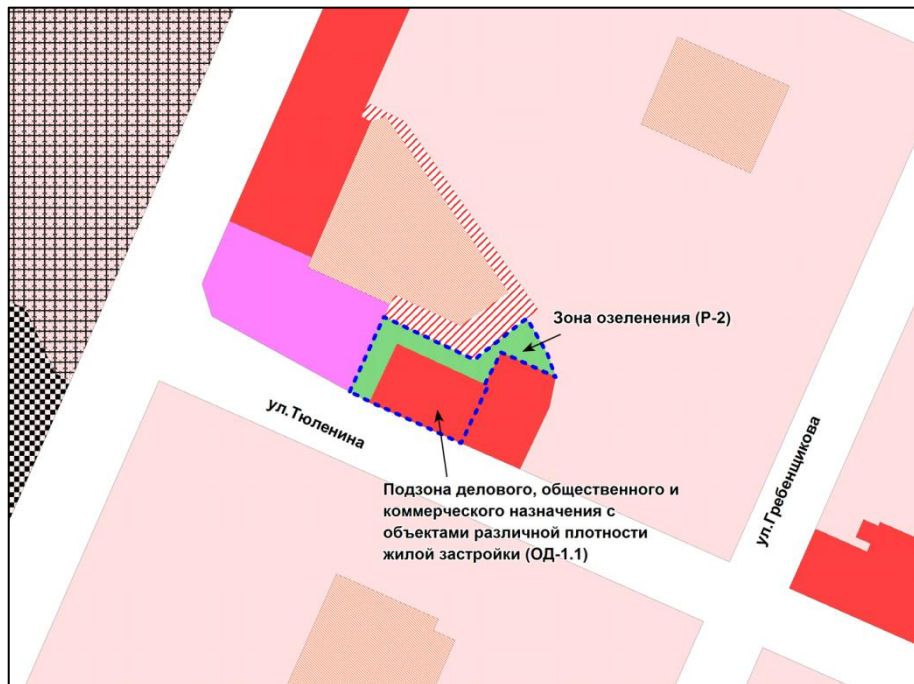 Зона озеленения (Р-2)
ул.Тюленина
ул.Гребенщикова
Подзона делового, общественного и
коммерческого назначения с
объектами различной плотности
жилой застройки (ОД-1.1)